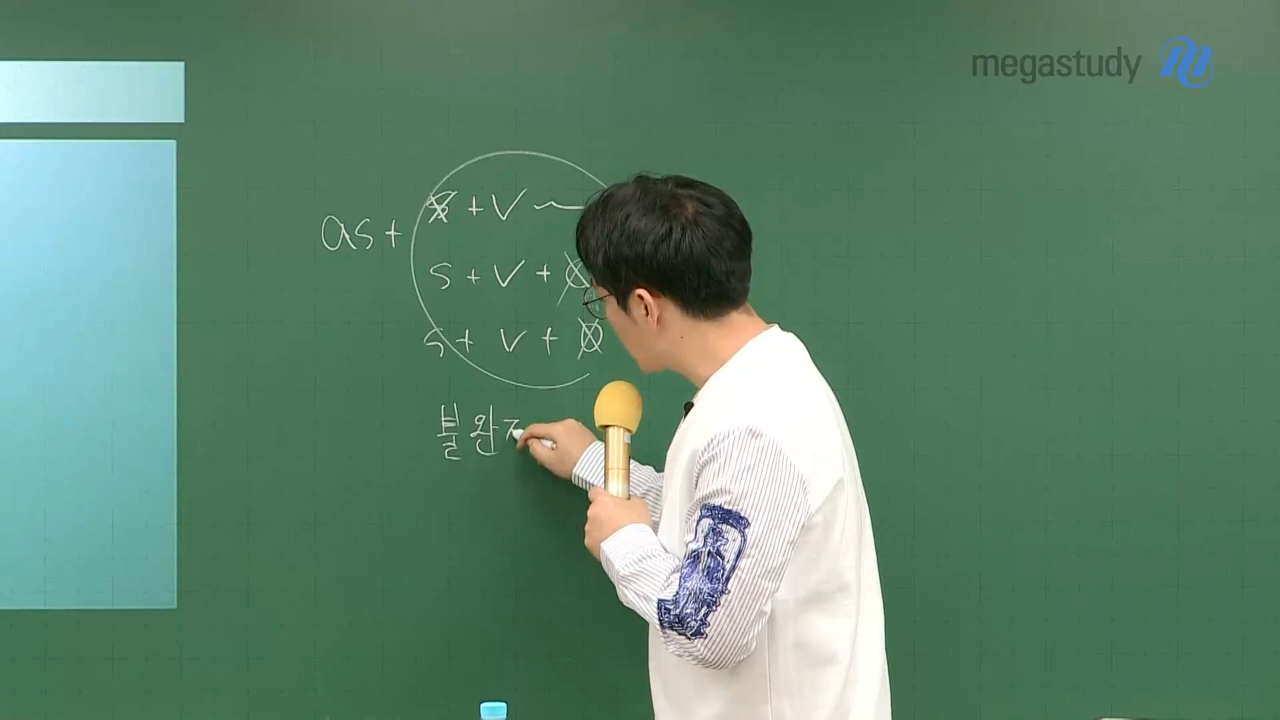 megastudy
as+
S + V ~
S + V + O
S + V + O
불완